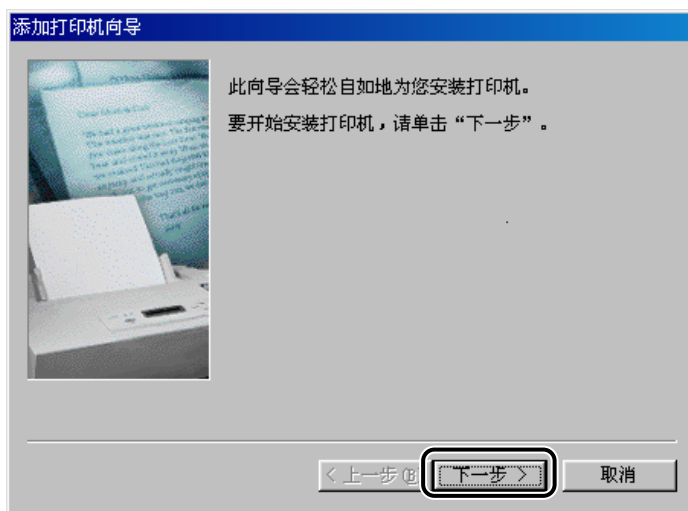 添加打印机向导
此向导会轻松自如地为您安装打印机。
要开始安装打印机，请单击“下一步”。
< 上一步(B)
下一步 >
取消